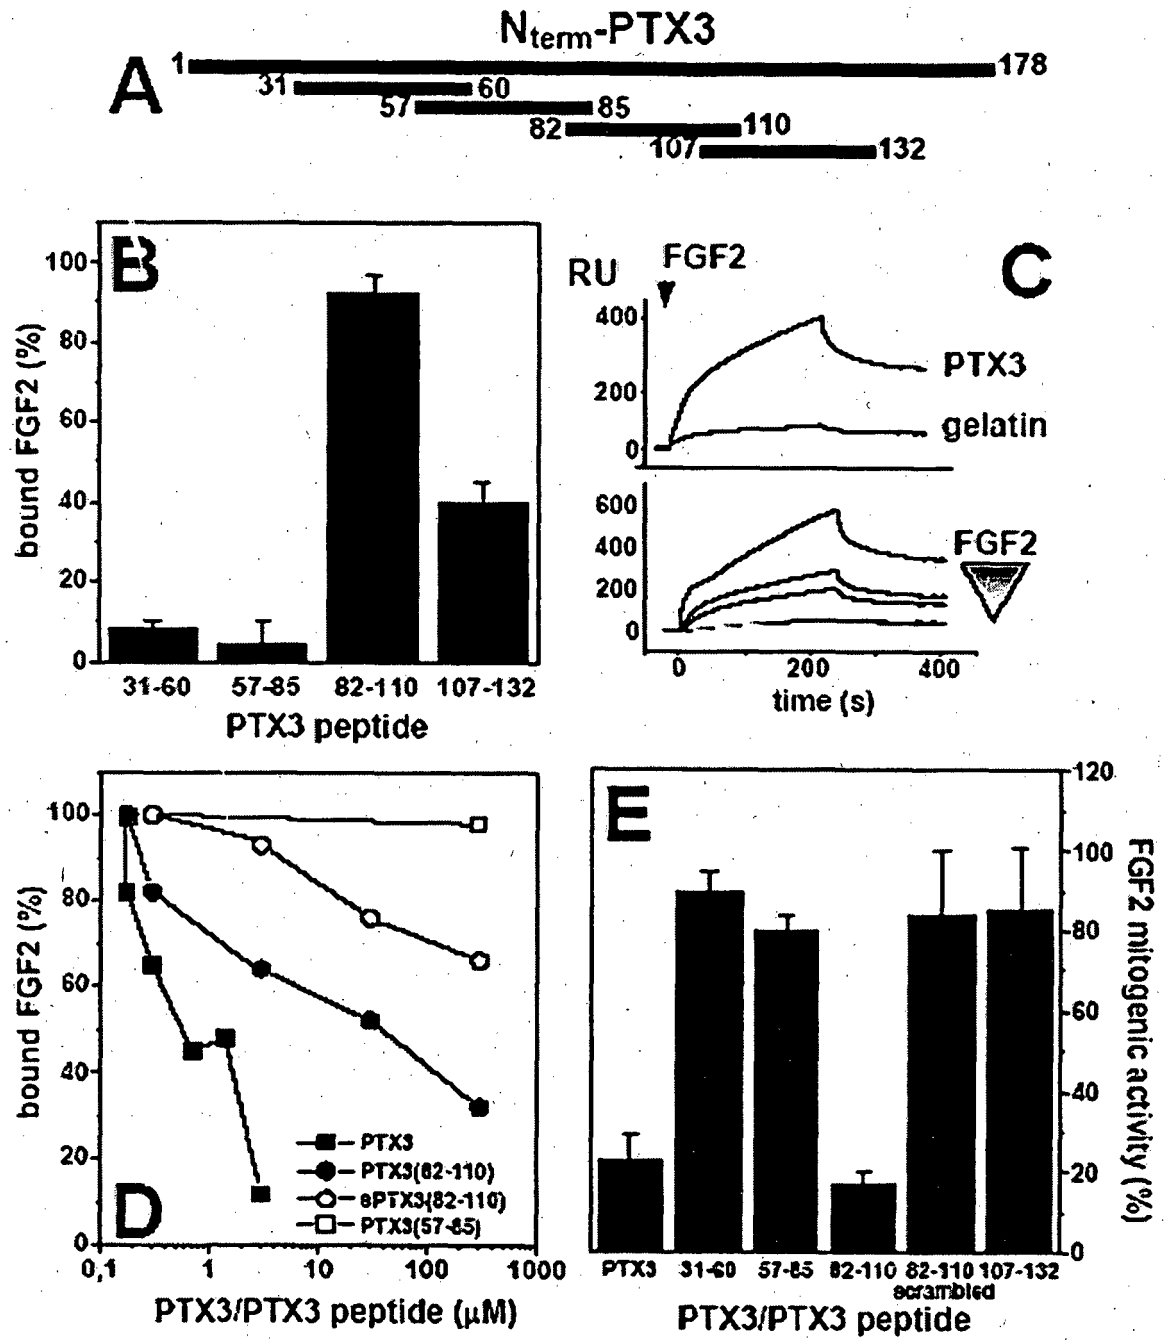 Nterm-PTX3
A
1 178
31 60
57 85
82 110
107 132
B
bound FGF2 (%)
100
80
60
40
20
0
31-60 57-85 82-110 107-132
PTX3 peptide
C
RU
FGF2
400
200
0
PTX3
gelatin
600
400
200
0
FGF2
0 200 400
time (s)
D
bound FGF2 (%)
100
80
60
40
20
0
PTX3
PTX3(82-110)
sPTX3(82-110)
PTX3(57-85)
0,1 1 10 100 1000
PTX3/PTX3 peptide (µM)
E
120
100
80
60
40
20
0
FGF2 mitogenic activity (%)
PTX3 31-60 57-85 82-110 82-110 107-132
scrambled
PTX3/PTX3 peptide